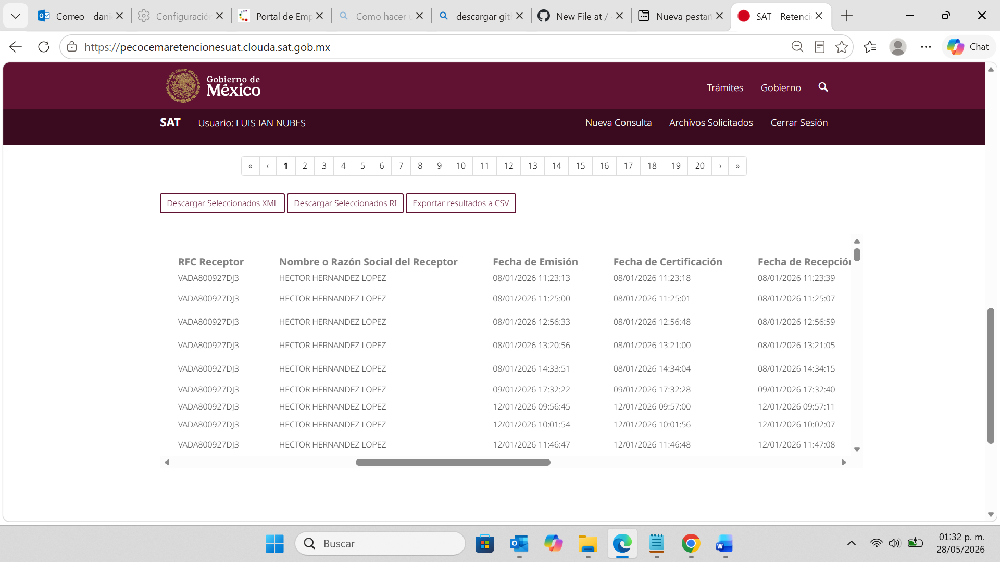 Correo - dani
Configuración
Portal de Emp
Como hacer u
descargar gitl
New File at /
Nueva pestañ
SAT - Retenci
https://pecocemaretencionesuat.clouda.sat.gob.mx
Chat
Gobierno de
México
Trámites
Gobierno
SAT
Usuario: LUIS IAN NUBES
Nueva Consulta
Archivos Solicitados
Cerrar Sesión
« ‹ 1 2 3 4 5 6 7 8 9 10 11 12 13 14 15 16 17 18 19 20 › »
Descargar Seleccionados XML
Descargar Seleccionados RI
Exportar resultados a CSV
RFC Receptor Nombre o Razón Social del Receptor Fecha de Emisión Fecha de Certificación Fecha de Recepción
VADA800927DJ3 HECTOR HERNANDEZ LOPEZ 08/01/2026 11:23:13 08/01/2026 11:23:18 08/01/2026 11:23:39
VADA800927DJ3 HECTOR HERNANDEZ LOPEZ 08/01/2026 11:25:00 08/01/2026 11:25:01 08/01/2026 11:25:07
VADA800927DJ3 HECTOR HERNANDEZ LOPEZ 08/01/2026 12:56:33 08/01/2026 12:56:48 08/01/2026 12:56:59
VADA800927DJ3 HECTOR HERNANDEZ LOPEZ 08/01/2026 13:20:56 08/01/2026 13:21:00 08/01/2026 13:21:05
VADA800927DJ3 HECTOR HERNANDEZ LOPEZ 08/01/2026 14:33:51 08/01/2026 14:34:04 08/01/2026 14:34:15
VADA800927DJ3 HECTOR HERNANDEZ LOPEZ 09/01/2026 17:32:22 09/01/2026 17:32:28 09/01/2026 17:32:40
VADA800927DJ3 HECTOR HERNANDEZ LOPEZ 12/01/2026 09:56:45 12/01/2026 09:57:00 12/01/2026 09:57:11
VADA800927DJ3 HECTOR HERNANDEZ LOPEZ 12/01/2026 10:01:54 12/01/2026 10:01:56 12/01/2026 10:02:07
VADA800927DJ3 HECTOR HERNANDEZ LOPEZ 12/01/2026 11:46:47 12/01/2026 11:46:48 12/01/2026 11:47:08
Buscar
01:32 p. m.
28/05/2026